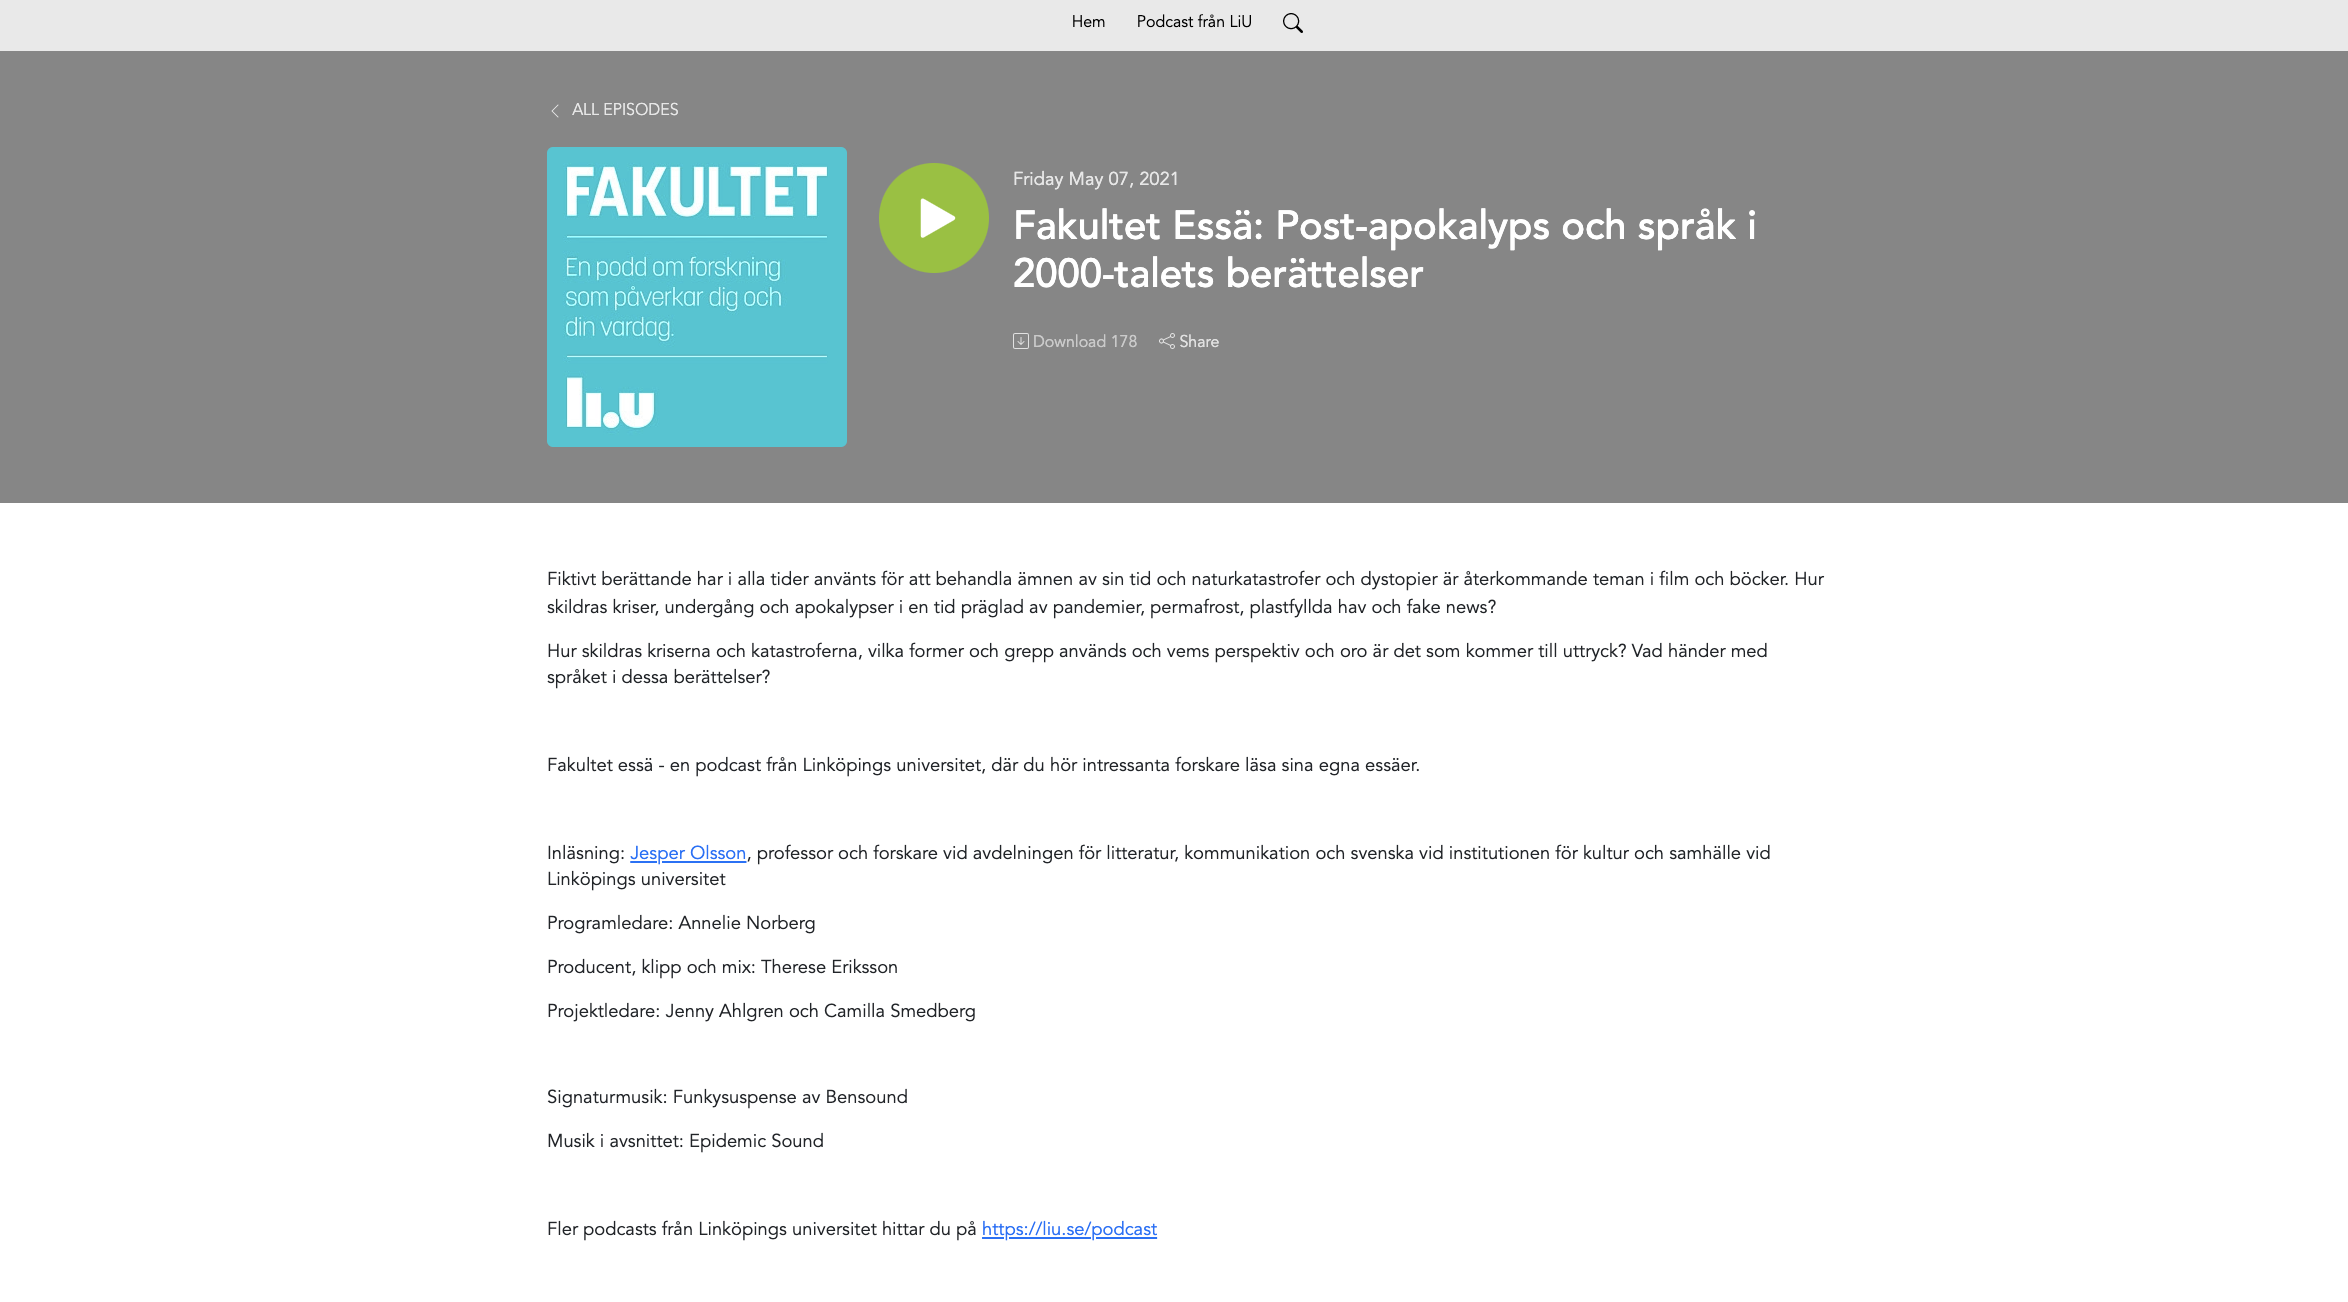 Hem
Podcast från LiU
ALL EPISODES
FAKULTET
En podd om forskning
som påverkar dig och
din vardag.
li.u
Friday May 07, 2021
Fakultet Essä: Post-apokalyps och språk i
2000-talets berättelser
Download 178
Share
Fiktivt berättande har i alla tider använts för att behandla ämnen av sin tid och naturkatastrofer och dystopier är återkommande teman i film och böcker. Hur
skildras kriser, undergång och apokalypser i en tid präglad av pandemier, permafrost, plastfyllda hav och fake news?
Hur skildras kriserna och katastroferna, vilka former och grepp används och vems perspektiv och oro är det som kommer till uttryck? Vad händer med
språket i dessa berättelser?
Fakultet essä - en podcast från Linköpings universitet, där du hör intressanta forskare läsa sina egna essäer.
Inläsning: Jesper Olsson, professor och forskare vid avdelningen för litteratur, kommunikation och svenska vid institutionen för kultur och samhälle vid
Linköpings universitet
Programledare: Annelie Norberg
Producent, klipp och mix: Therese Eriksson
Projektledare: Jenny Ahlgren och Camilla Smedberg
Signaturmusik: Funkysuspense av Bensound
Musik i avsnittet: Epidemic Sound
Fler podcasts från Linköpings universitet hittar du på https://liu.se/podcast